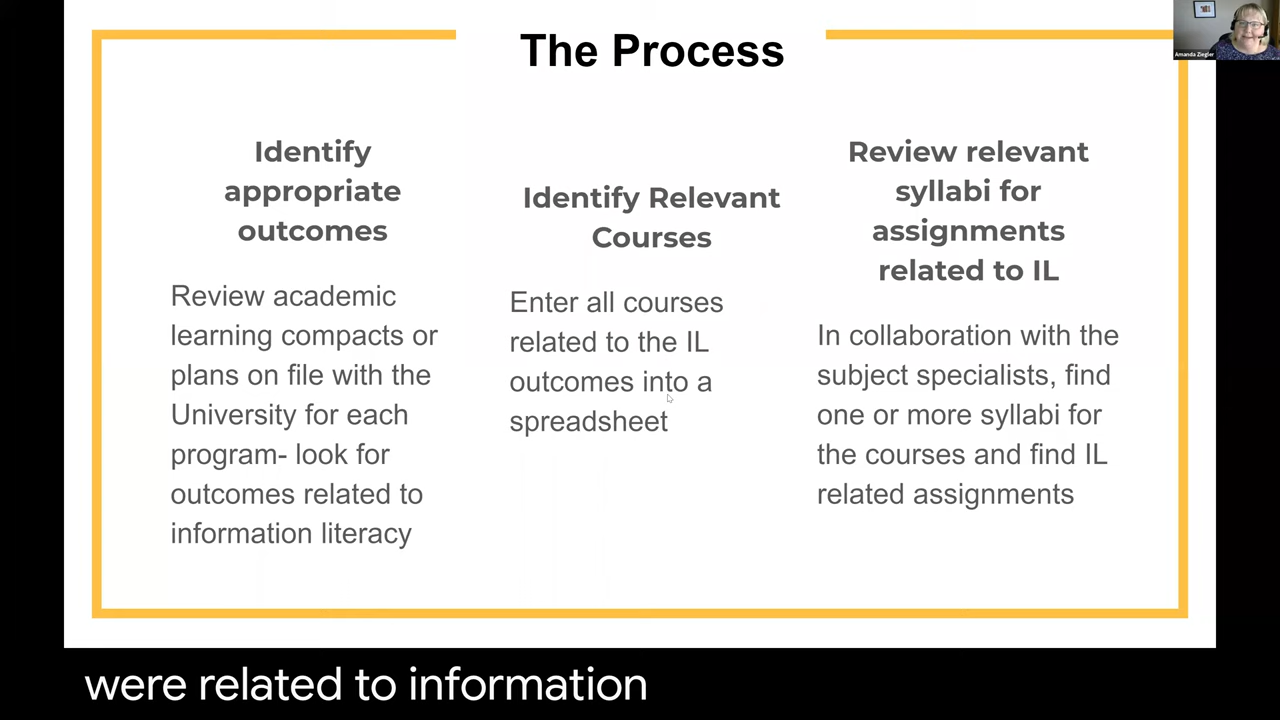 The Process
Amanda Ziegler
Identify
appropriate
outcomes
Review academic
learning compacts or
plans on file with the
University for each
program- look for
outcomes related to
information literacy
Identify Relevant
Courses
Enter all courses
related to the IL
outcomes into a
spreadsheet
Review relevant
syllabi for
assignments
related to IL
In collaboration with the
subject specialists, find
one or more syllabi for
the courses and find IL
related assignments
were related to information